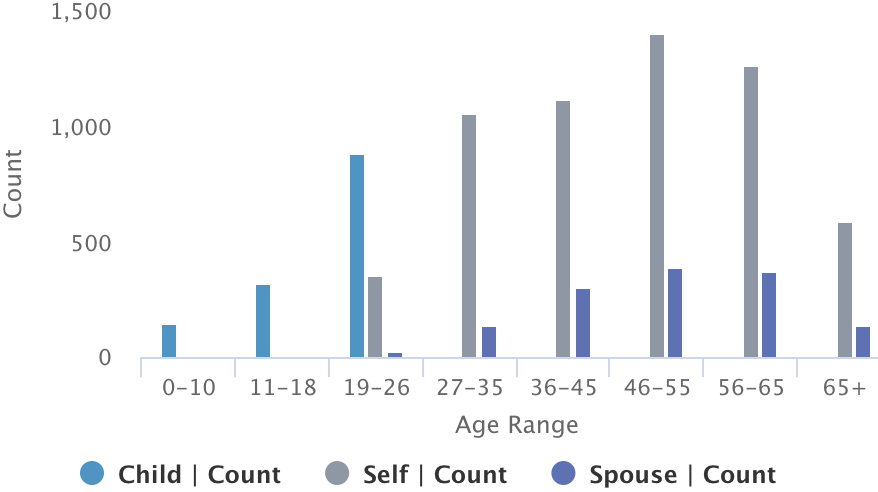 1,500
1,000
500
0
Count
0–10 11–18 19–26 27–35 36–45 46–55 56–65 65+
Age Range
Child | Count Self | Count Spouse | Count